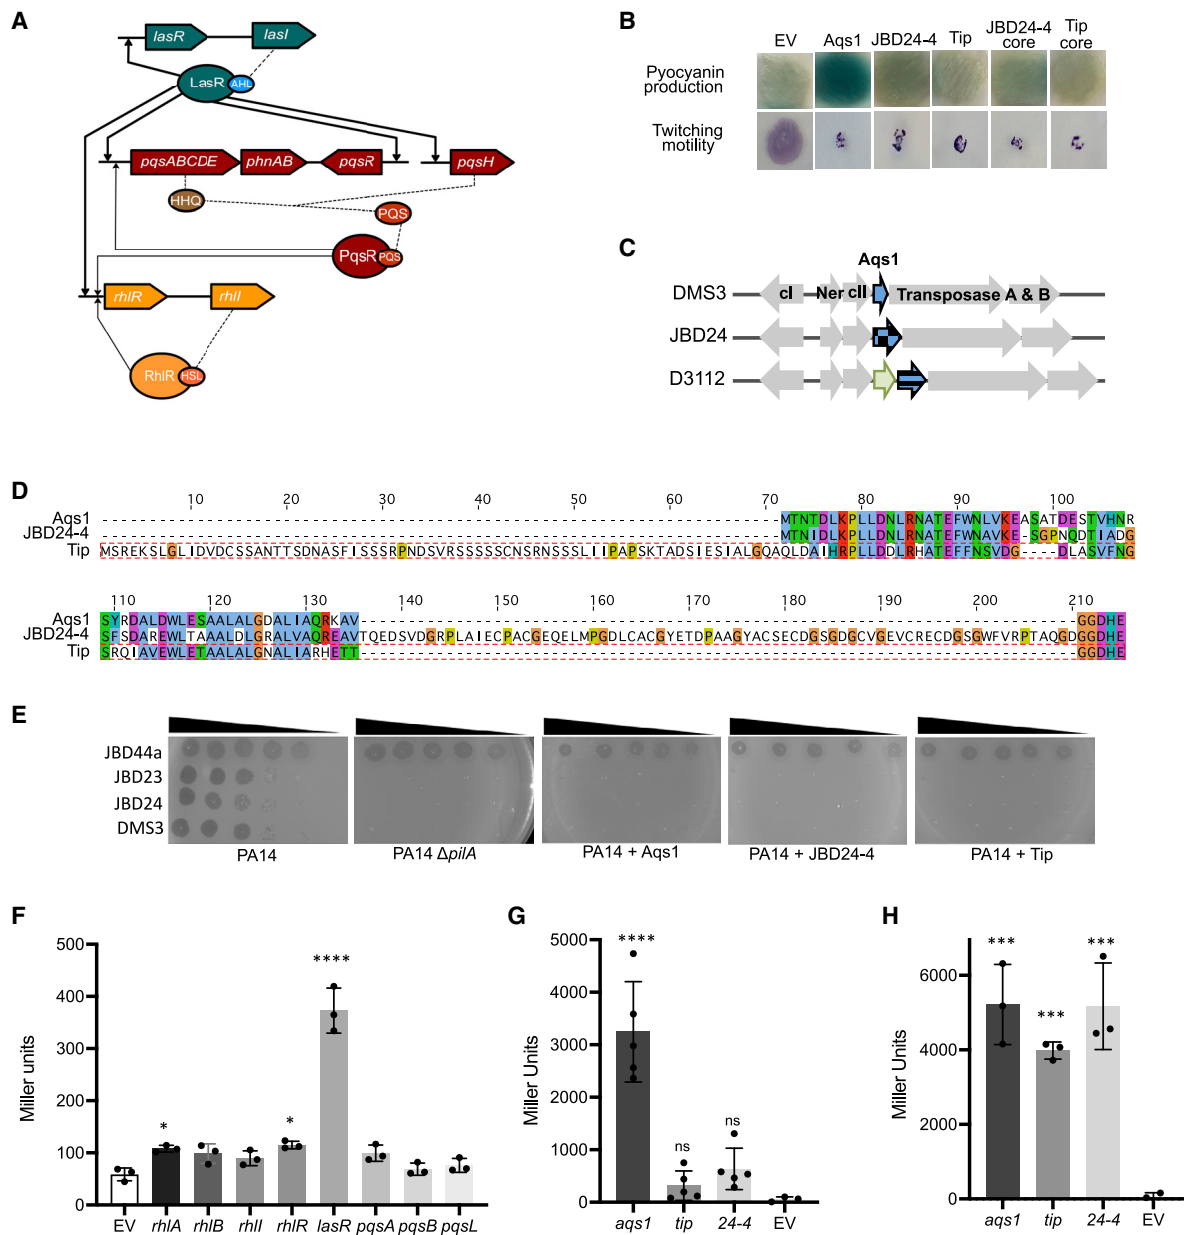 A
lasR
lasI
LasR
AHL
pqsABCDE
phnAB
pqsR
pqsH
HHQ
PQS
PqsR
PQS
rhlR
rhlI
RhlR
HSL
B
EV
Aqs1
JBD24-4
Tip
JBD24-4 core
Tip core
Pyocyanin production
Twitching motility
C
Aqs1
DMS3
cI
Ner
cII
Transposase A & B
JBD24
D3112
D
10 20 30 40 50 60 70 80 90 100
Aqs1 MTNTDLKPLLDNLRNATEFWNLVKEASATDESTVHNR
JBD24-4 MTNIDLKPLLDNLRNATEFWNAVKE-SGPNQDTIADG
Tip MSREKSLGLIDVDCSSANTTSDNASFISSSRPNDSVRSSSSSCNSRNSSSLIIPAPSKTADSIESIALGQAQLDAIHRPLLDDLRHATEFFNSVDG----DLASVFNG
110 120 130 140 150 160 170 180 190 200 210
Aqs1 SYRDALDWLESAALALGDALIAQRKAV GGDHE
JBD24-4 SFSDAREWLTAAALDLGRALVAQREAVTQEDSVDGRPLAIECPACGEQELMPGDLCACGYETDPAAGYACSECDGSGDGCVGEVCRECDGSGWFVRPTAQGDGGDHE
Tip SRQIAVEWLETAALALGNALIARHETT GGDHE
E
JBD44a
JBD23
JBD24
DMS3
PA14
PA14 ΔpilA
PA14 + Aqs1
PA14 + JBD24-4
PA14 + Tip
F
Miller units
500
400
300
200
100
0
*
*
****
EV rhlA rhlB rhlI rhlR lasR pqsA pqsB pqsL
G
Miller Units
5000
4000
3000
2000
1000
0
****
ns
ns
aqs1 tip 24-4 EV
H
Miller Units
6000
4000
2000
0
***
***
***
aqs1 tip 24-4 EV